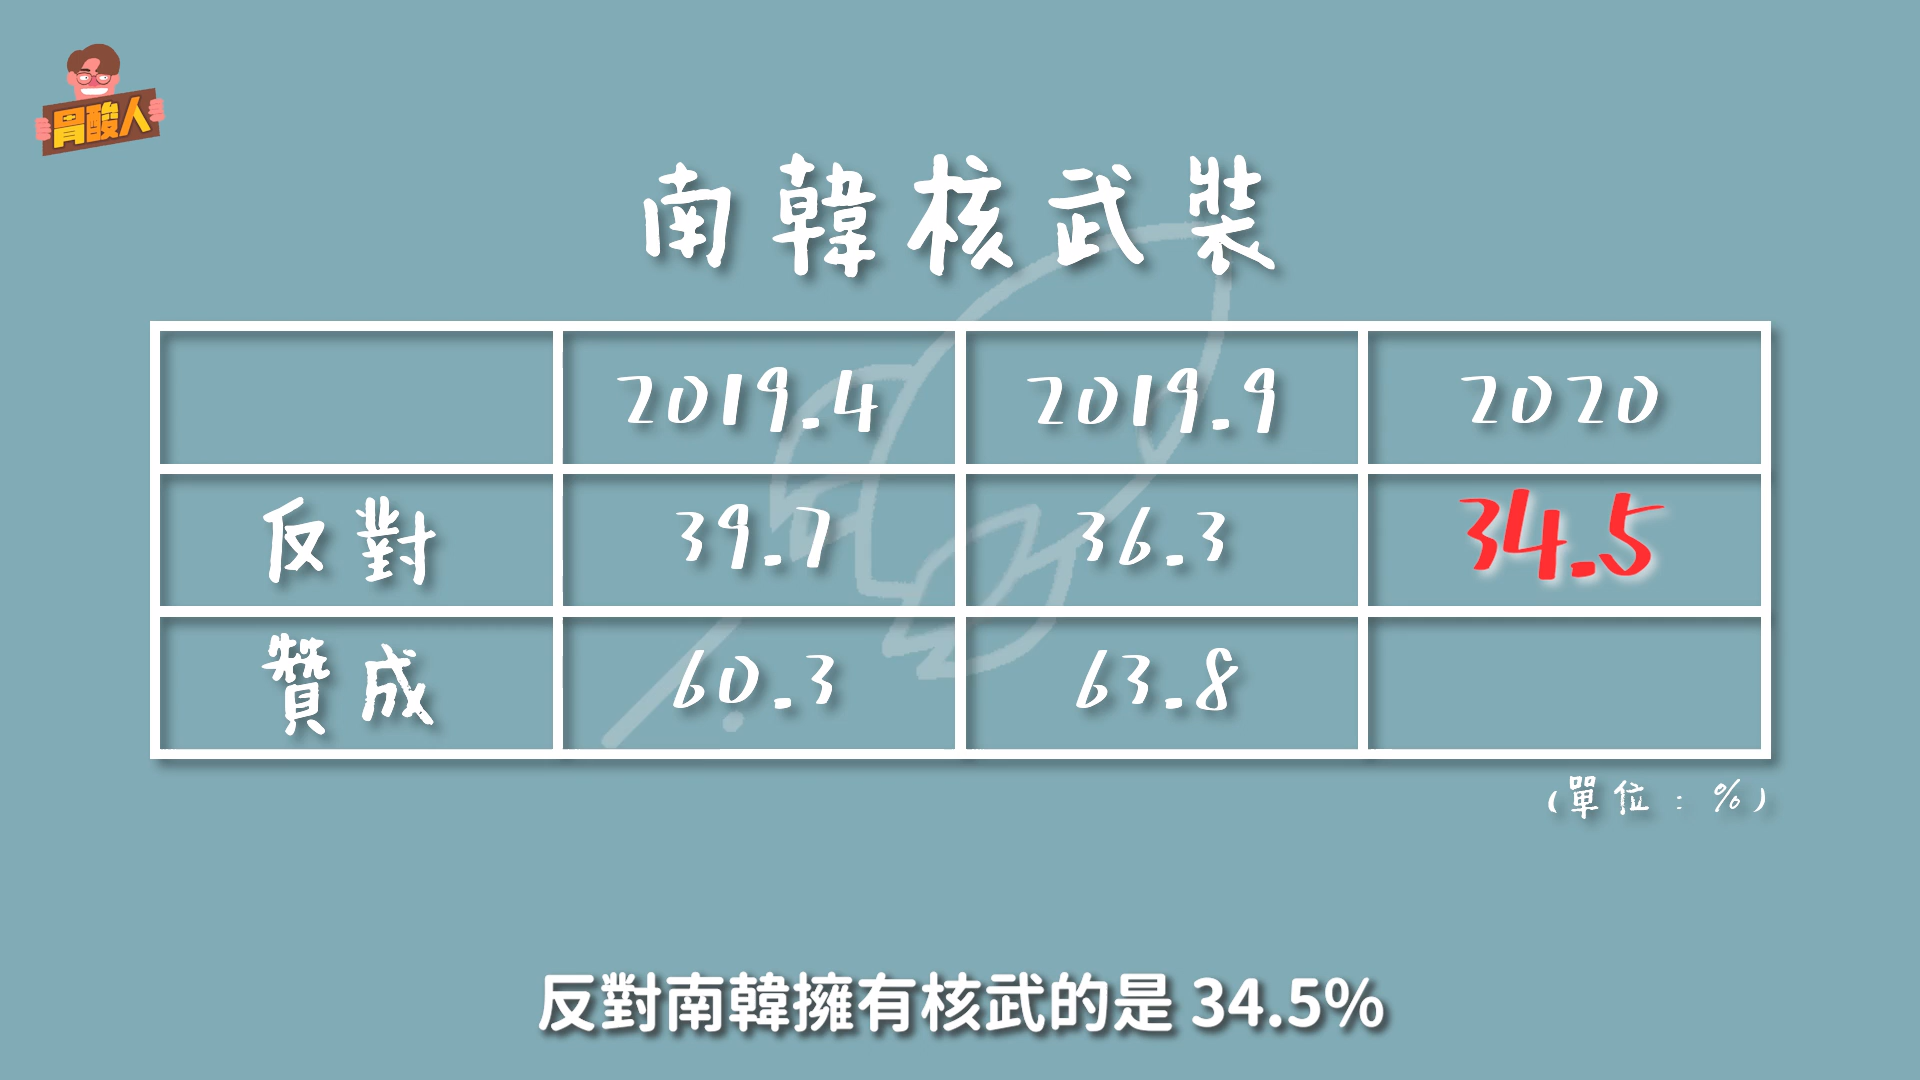 胃酸人
南韓核武裝
2019.4 2019.9 2020
反對 39.7 36.3 34.5
贊成 60.3 63.8
(單位：%)
反對南韓擁有核武的是 34.5%